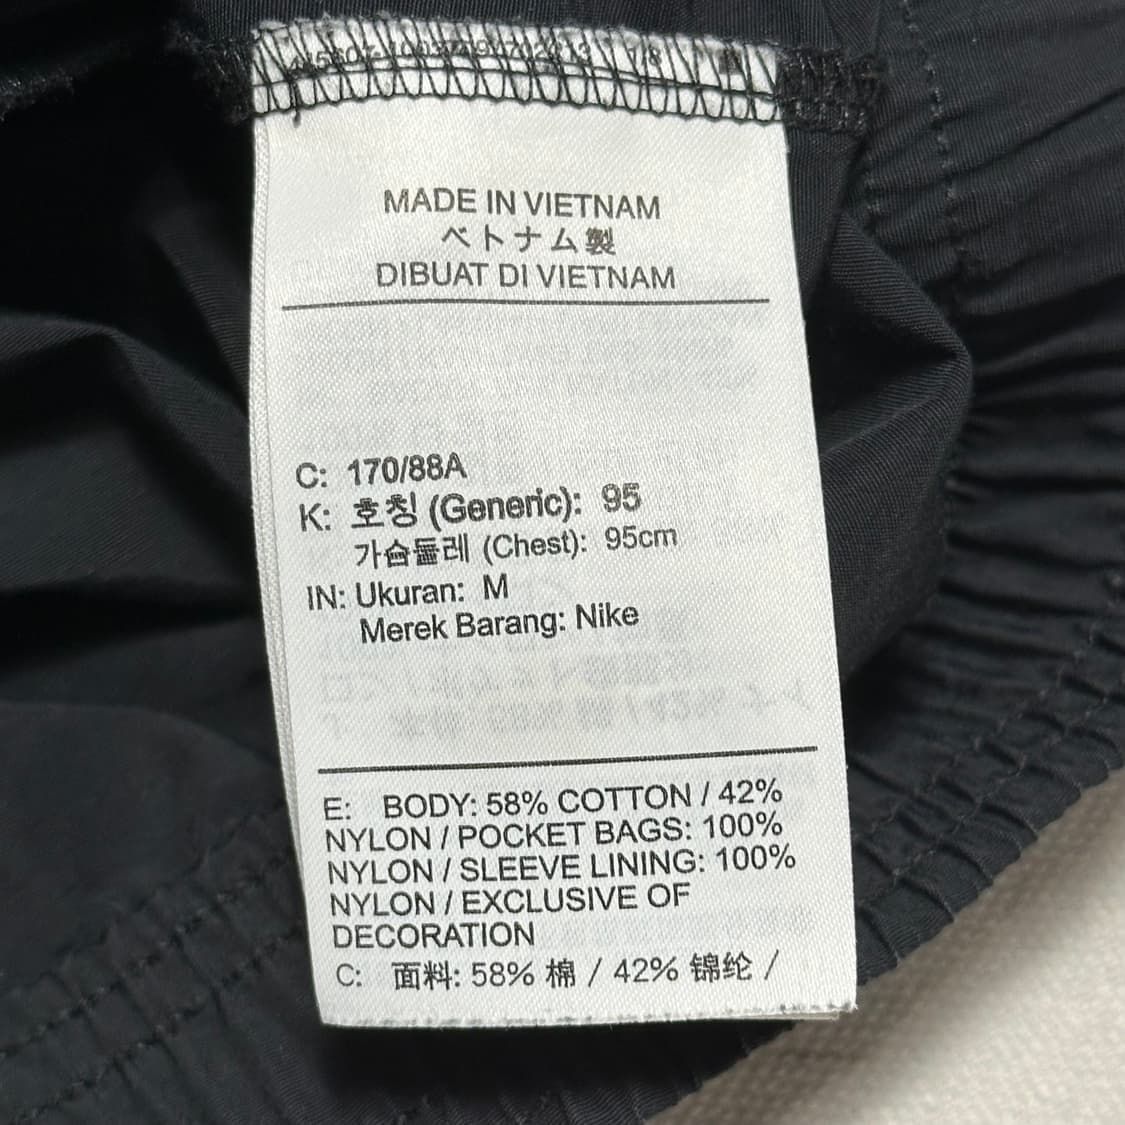 MADE IN VIETNAM
ベトナム製
DIBUAT DI VIETNAM
C: 170/88A
K: 호칭 (Generic): 95
가슴둘레 (Chest): 95cm
IN: Ukuran: M
Merek Barang: Nike
E: BODY: 58% COTTON / 42%
NYLON / POCKET BAGS: 100%
NYLON / SLEEVE LINING: 100%
NYLON / EXCLUSIVE OF
DECORATION
C: 面料: 58% 棉 / 42% 锦纶 /